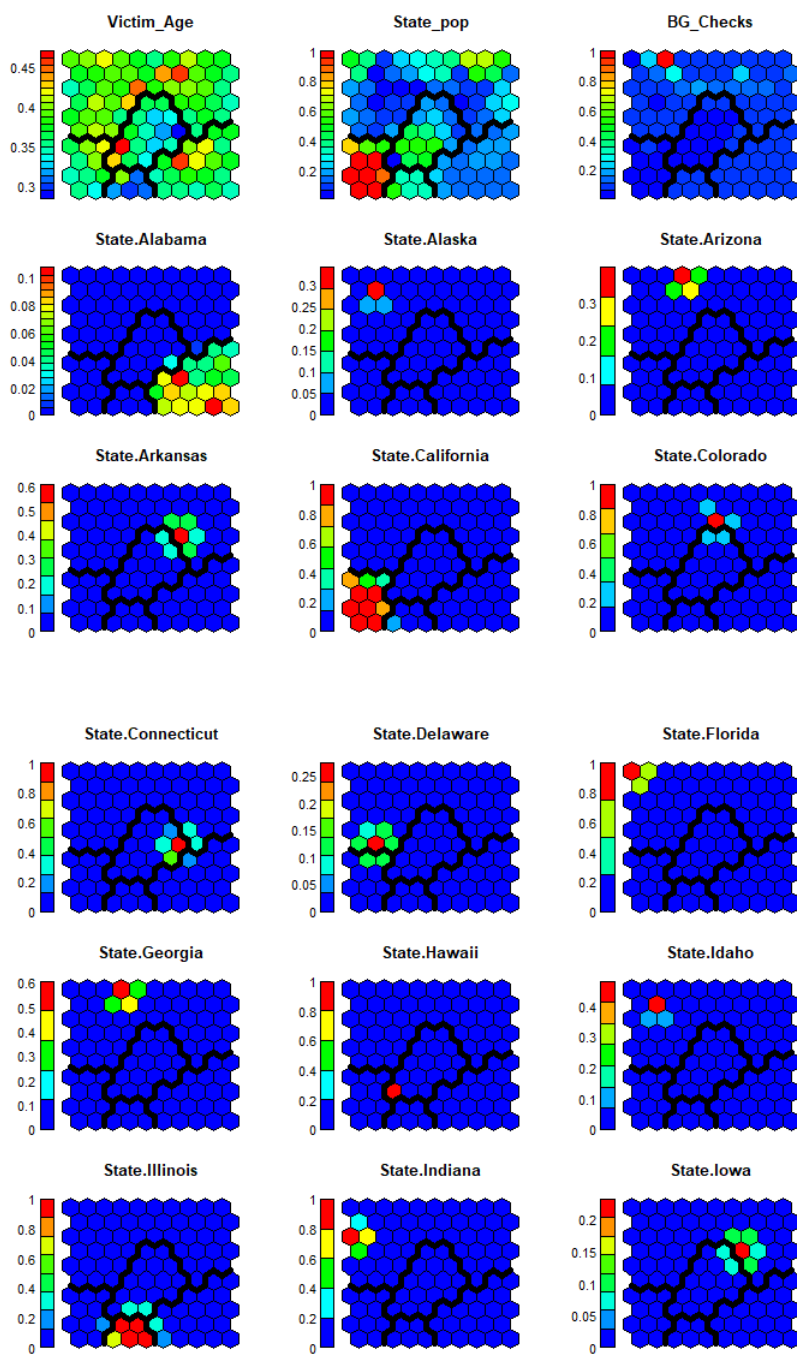 Victim_Age State_pop BG_Checks
0.45 1 1
0.8 0.8
0.4 0.6 0.6
0.35 0.4 0.4
0.2 0.2
0.3
State.Alabama State.Alaska State.Arizona
0.1
0.08 0.3
0.25 0.3
0.06 0.2
0.04 0.15 0.2
0.1 0.1
0.02 0.05
0 0 0
State.Arkansas State.California State.Colorado
0.6 1 1
0.5 0.8 0.8
0.4 0.6 0.6
0.3
0.2 0.4 0.4
0.1 0.2 0.2
0 0 0
State.Connecticut State.Delaware State.Florida
1 1
0.8 0.25 0.8
0.6 0.2 0.6
0.15
0.4 0.1 0.4
0.2 0.05 0.2
0 0 0
State.Georgia State.Hawaii State.Idaho
0.6 1
0.5 0.8 0.4
0.4 0.6 0.3
0.3
0.2 0.4 0.2
0.1 0.2 0.1
0 0 0
State.Illinois State.Indiana State.Iowa
1 1
0.8 0.8 0.2
0.6 0.6 0.15
0.4 0.4 0.1
0.2 0.2 0.05
0 0 0